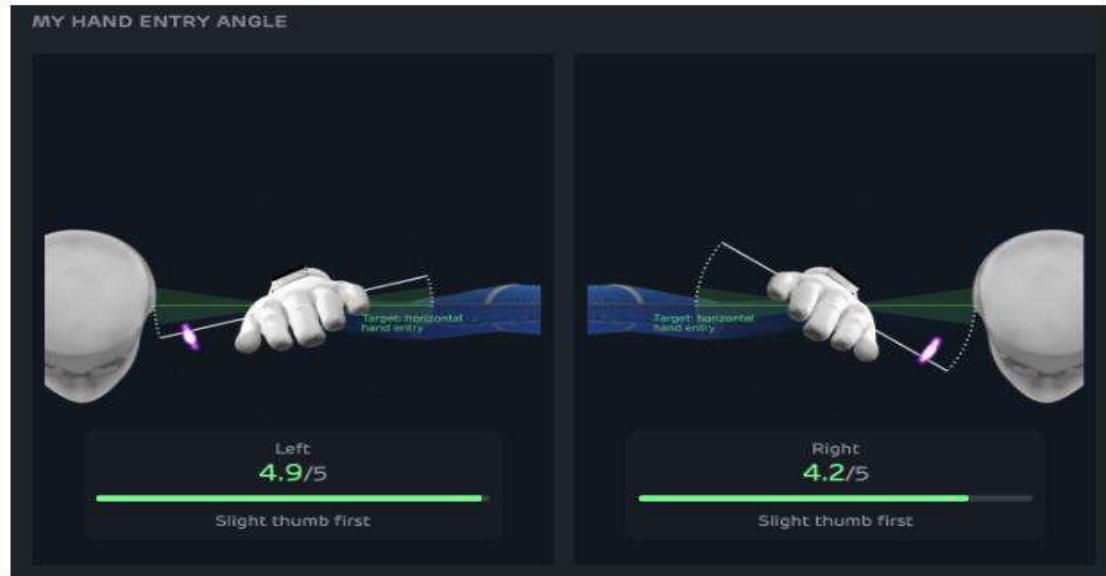 MY HAND ENTRY ANGLE
Target: horizontal
hand entry
Target: horizontal
hand entry
Left
4.9/5
Slight thumb first
Right
4.2/5
Slight thumb first